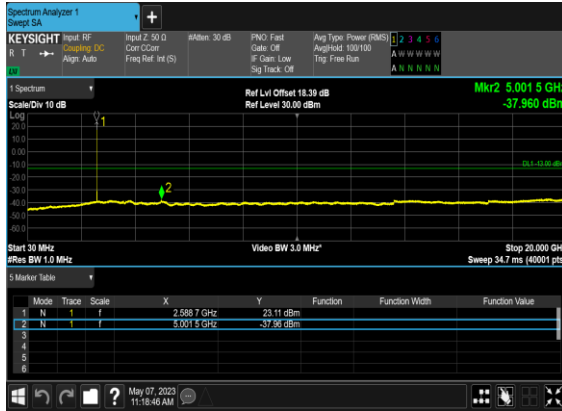 Spectrum Analyzer 1
Swept SA
+
KEYSIGHT
R T
LU
Input: RF
Coupling: DC
Align: Auto
Input Z: 50 Ω
Corr CCorr
Freq Ref: Int (S)
#Atten: 30 dB
PNO: Fast
Gate: Off
IF Gain: Low
Sig Track: Off
Avg Type: Power (RMS)
Avg|Hold: 100/100
Trig: Free Run
1 2 3 4 5 6
A W W W W W
A N N N N N
1 Spectrum
Scale/Div 10 dB
Ref Lvl Offset 18.39 dB
Ref Level 30.00 dBm
Mkr2 5.001 5 GHz
-37.960 dBm
Log
20.0
10.0
0.00
-10.0
-20.0
-30.0
-40.0
-50.0
-60.0
1
2
DL1 -13.00 dBm
Start 30 MHz
#Res BW 1.0 MHz
Video BW 3.0 MHz*
Stop 20.000 GHz
Sweep 34.7 ms (40001 pts)
5 Marker Table
Mode Trace Scale X Y Function Function Width Function Value
1 N 1 f 2.588 7 GHz 23.11 dBm
2 N 1 f 5.001 5 GHz -37.96 dBm
3
4
5
6
?
May 07, 2023
11:18:46 AM